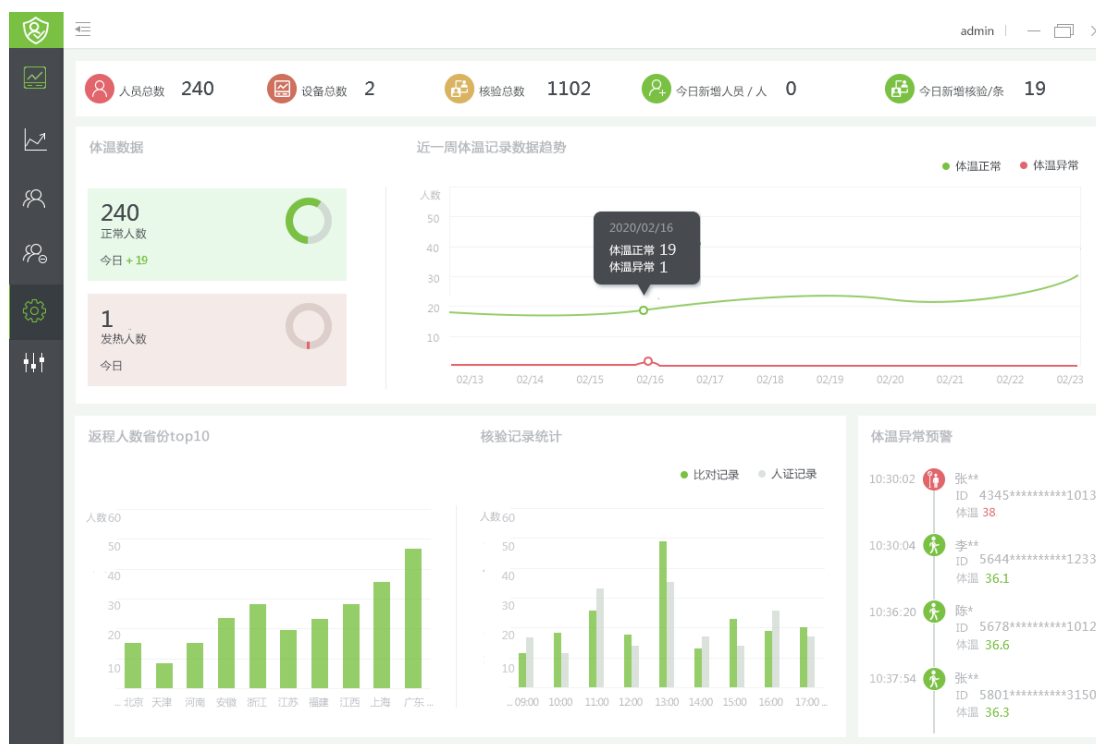 admin
人员总数 240 设备总数 2 核验总数 1102 今日新增人员 / 人 0 今日新增核验/条 19
体温数据
240
正常人数
今日 + 19
1
发热人数
今日
近一周体温记录数据趋势
体温正常 体温异常
人数
50
40
30
20
10
2020/02/16
体温正常 19
体温异常 1
02/13 02/14 02/15 02/16 02/17 02/18 02/19 02/20 02/21 02/22 02/23
返程人数省份top10
人数 60
50
40
30
20
10
... 北京 天津 河南 安徽 浙江 江苏 福建 江西 上海 广东 ...
核验记录统计
比对记录 人证记录
人数 60
50
40
30
20
10
... 09:00 10:00 11:00 12:00 13:00 14:00 15:00 16:00 17:00 ...
体温异常预警
10:30:02 张**
ID 4345**********1013
体温 38
10:30:04 李**
ID 5644**********1233
体温 36.1
10:36:20 陈*
ID 5678**********1012
体温 36.6
10:37:54 张**
ID 5801**********3150
体温 36.3